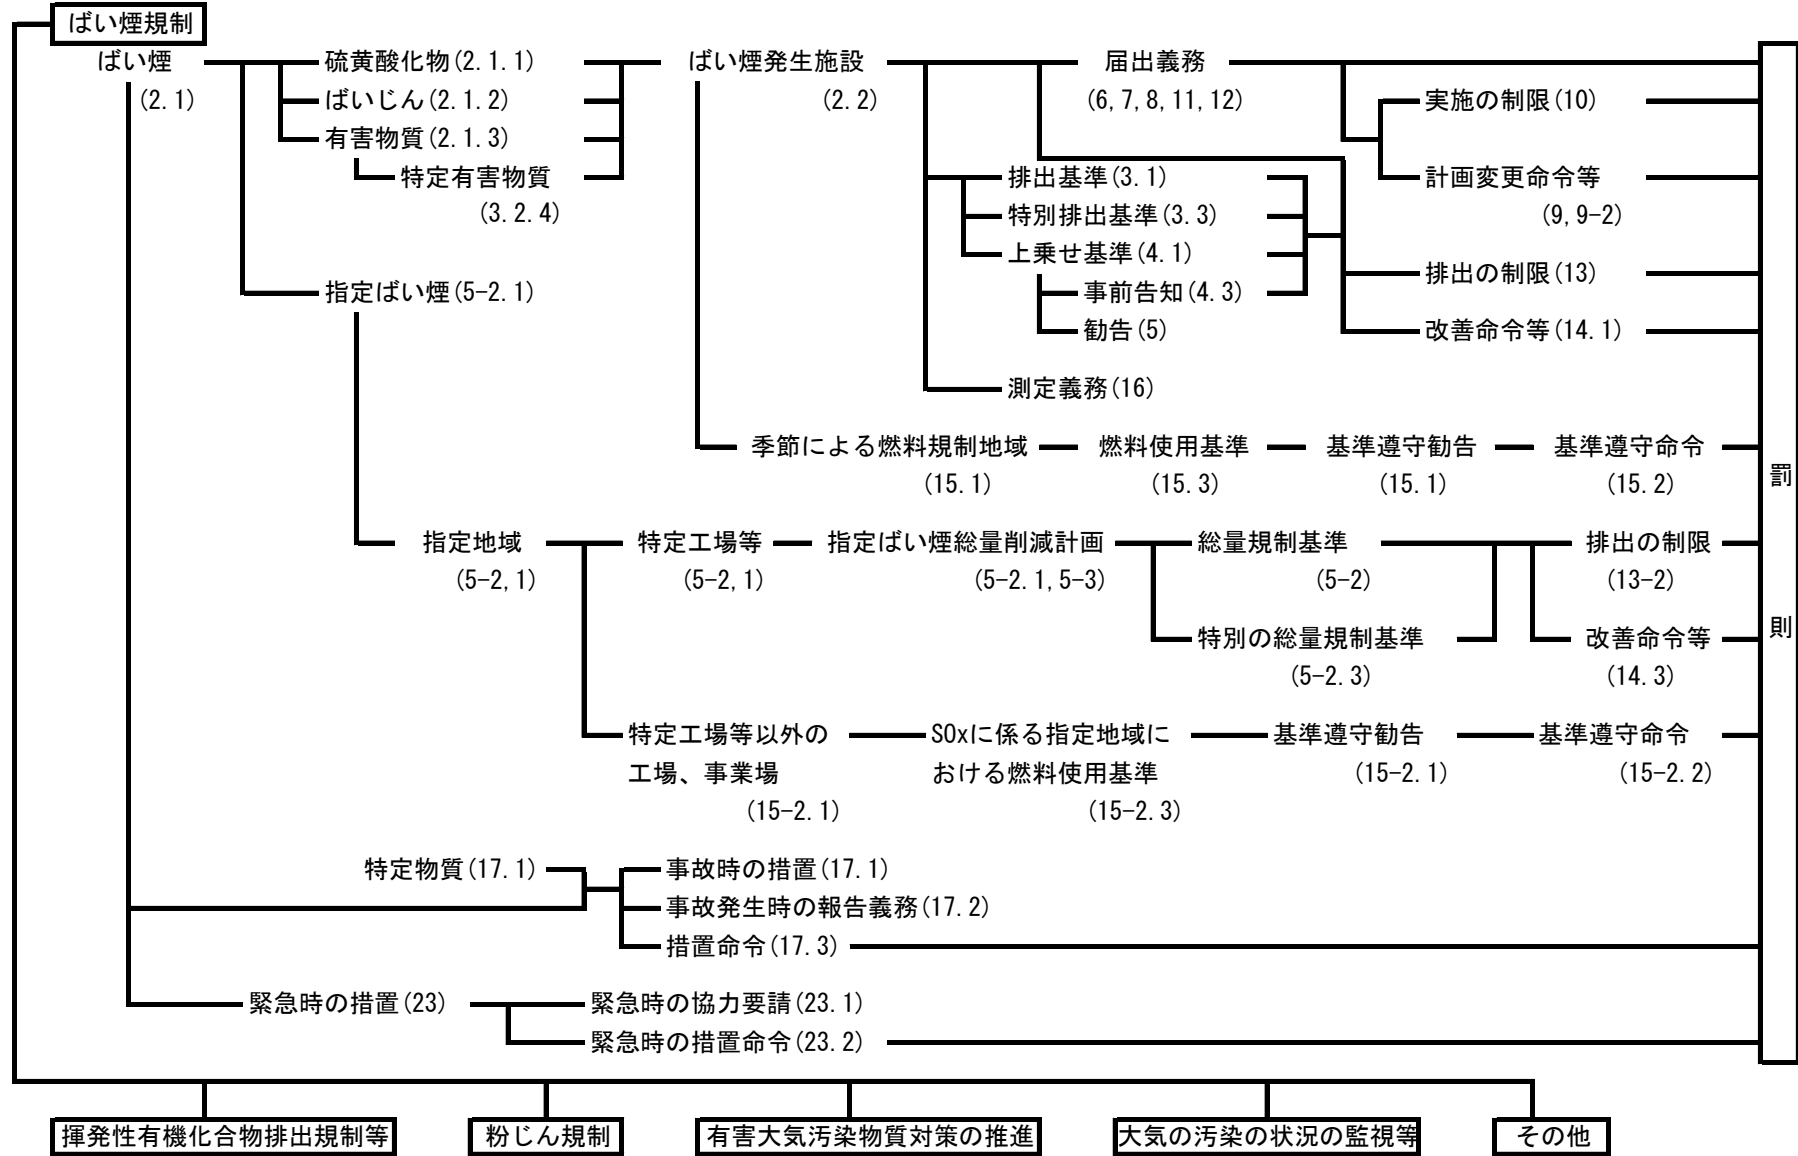 ばい煙規制
ばい煙 硫黄酸化物(2.1.1) ばい煙発生施設 届出義務
(2.1) ばいじん(2.1.2) (2.2) (6,7,8,11,12) 実施の制限(10)
有害物質(2.1.3)
特定有害物質 排出基準(3.1) 計画変更命令等
(3.2.4) 特別排出基準(3.3) (9,9-2)
上乗せ基準(4.1)
排出の制限(13)
指定ばい煙(5-2.1) 事前告知(4.3)
勧告(5) 改善命令等(14.1)
測定義務(16)
季節による燃料規制地域 燃料使用基準 基準遵守勧告 基準遵守命令
(15.1) (15.3) (15.1) (15.2)
罰
指定地域 特定工場等 指定ばい煙総量削減計画 総量規制基準 排出の制限
(5-2,1) (5-2,1) (5-2.1,5-3) (5-2) (13-2)
則
特別の総量規制基準 改善命令等
(5-2.3) (14.3)
特定工場等以外の SOxに係る指定地域に 基準遵守勧告 基準遵守命令
工場、事業場 おける燃料使用基準 (15-2.1) (15-2.2)
(15-2.1) (15-2.3)
特定物質(17.1) 事故時の措置(17.1)
事故発生時の報告義務(17.2)
措置命令(17.3)
緊急時の措置(23) 緊急時の協力要請(23.1)
緊急時の措置命令(23.2)
揮発性有機化合物排出規制等 粉じん規制 有害大気汚染物質対策の推進 大気の汚染の状況の監視等 その他